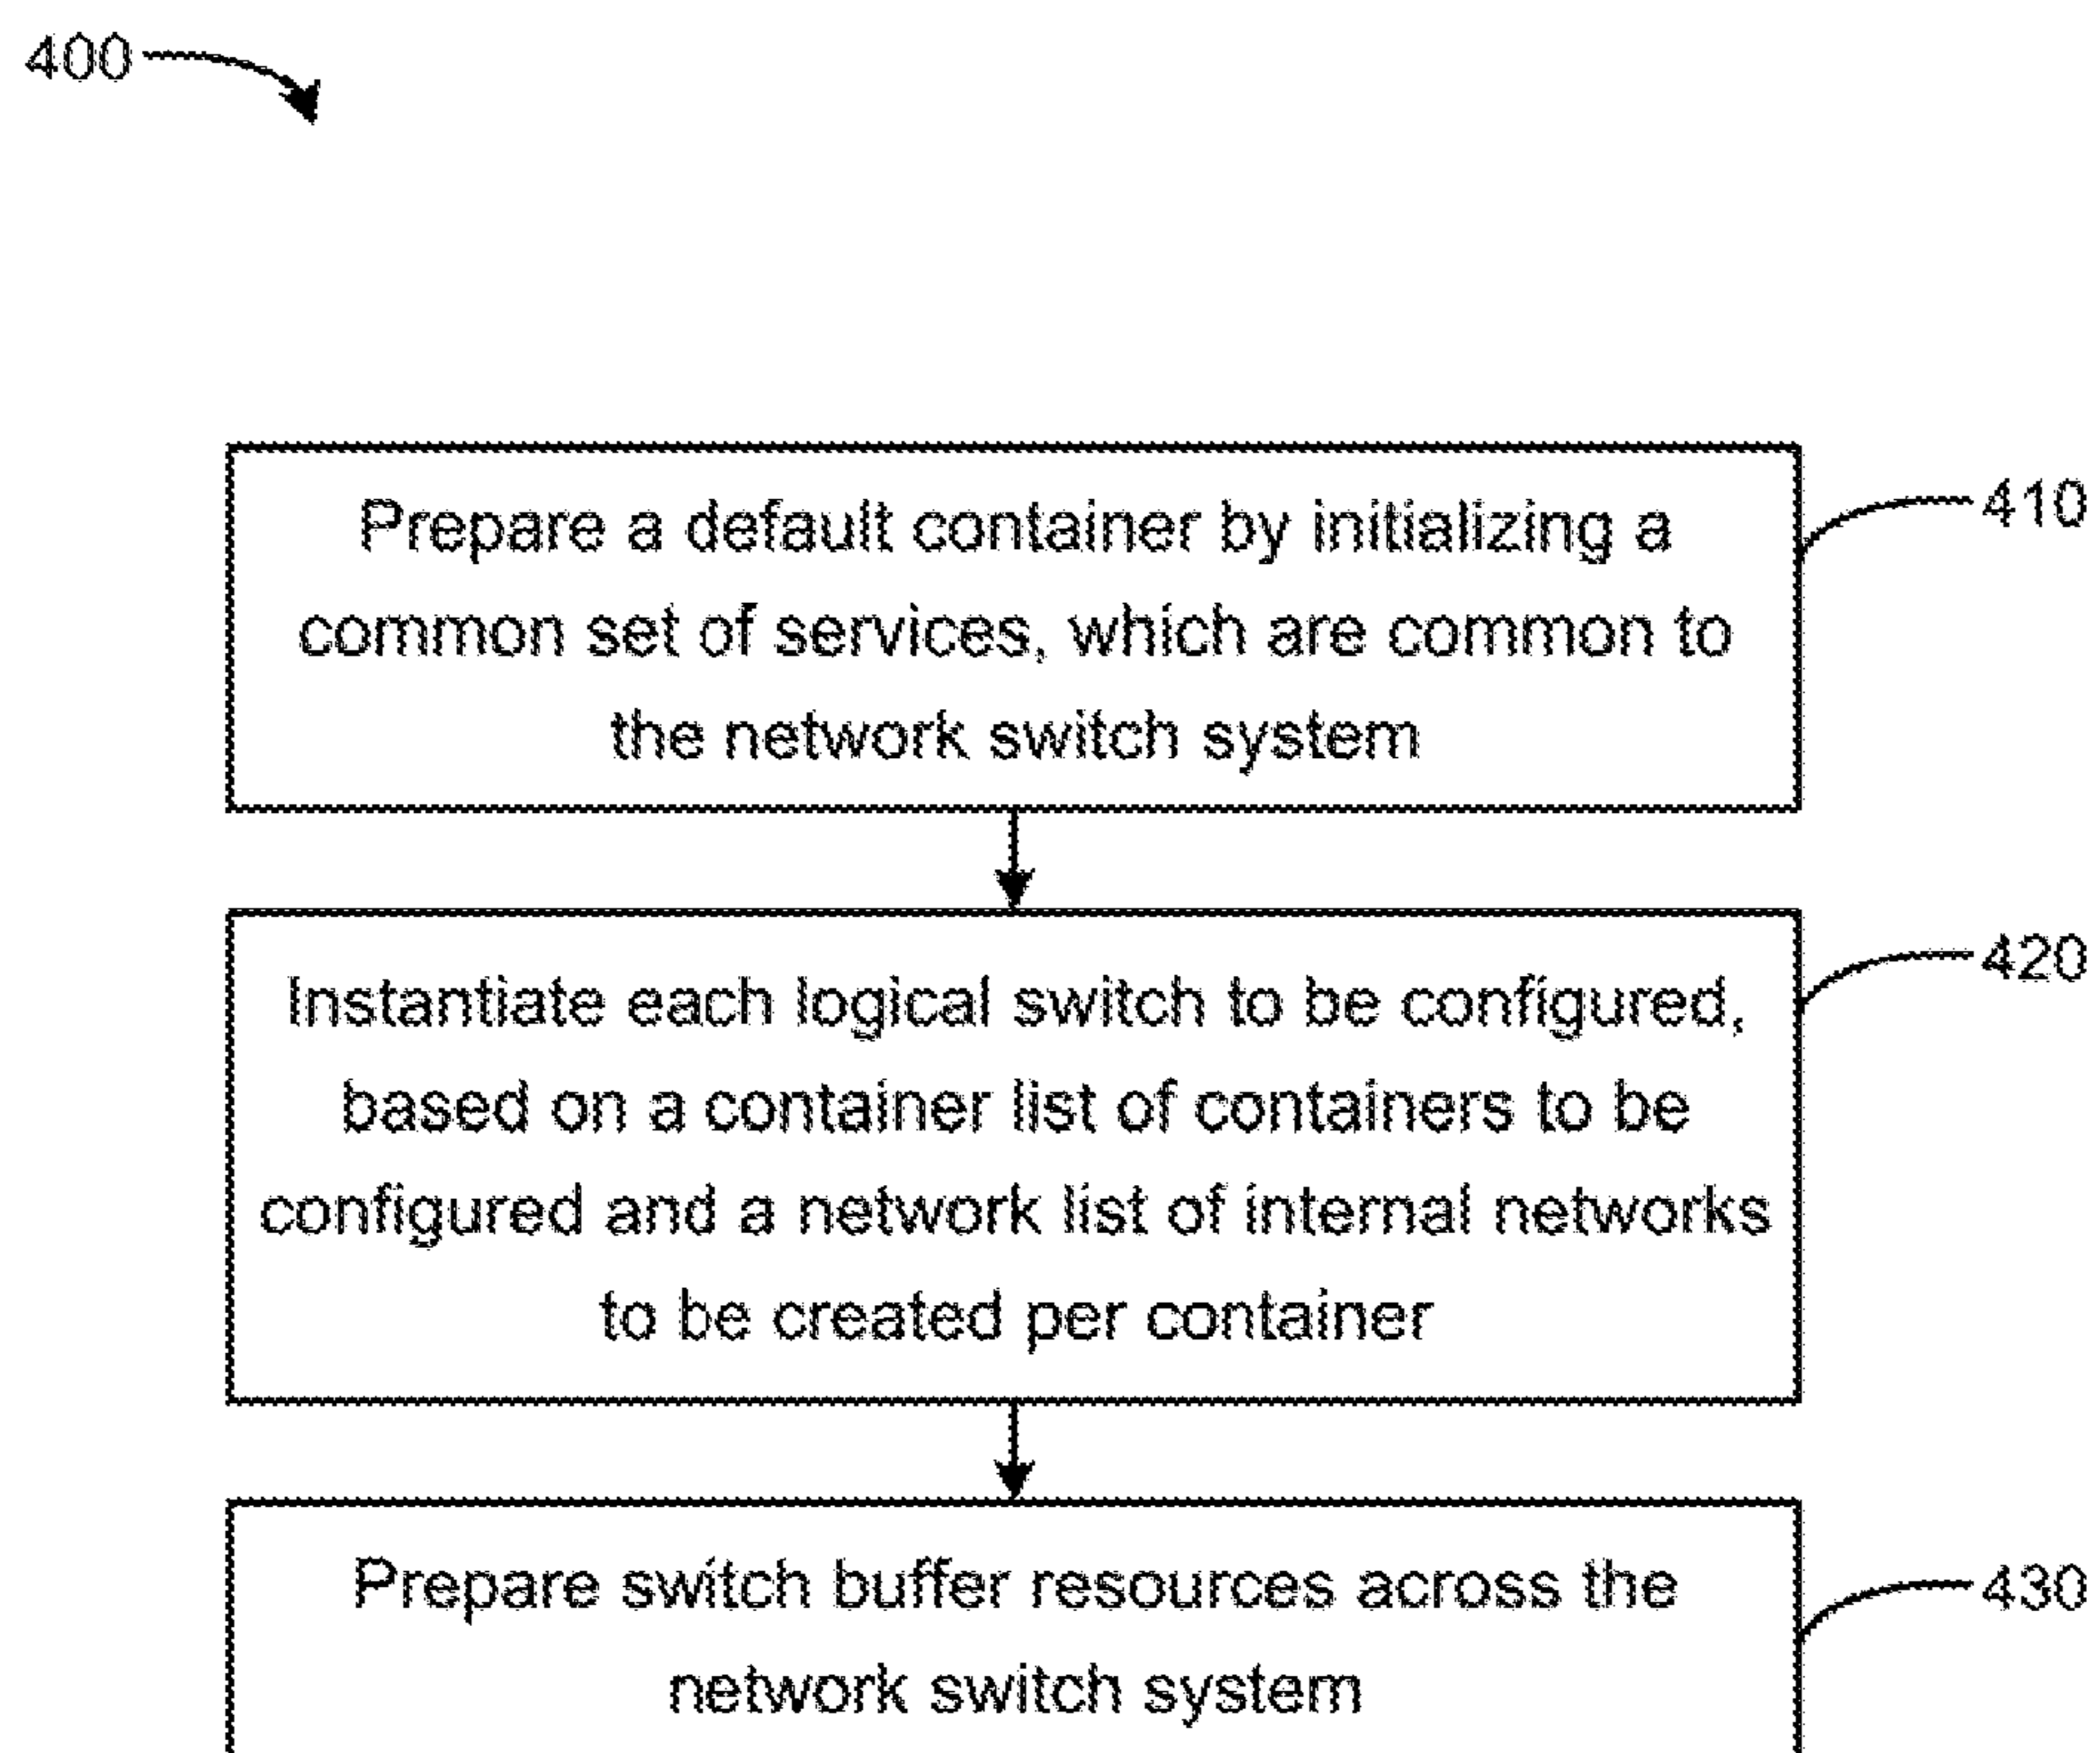 400
Prepare a default container by initializing a
common set of services, which are common to
the network switch system
410
Instantiate each logical switch to be configured,
based on a container list of containers to be
configured and a network list of internal networks
to be created per container
420
Prepare switch buffer resources across the
network switch system
430